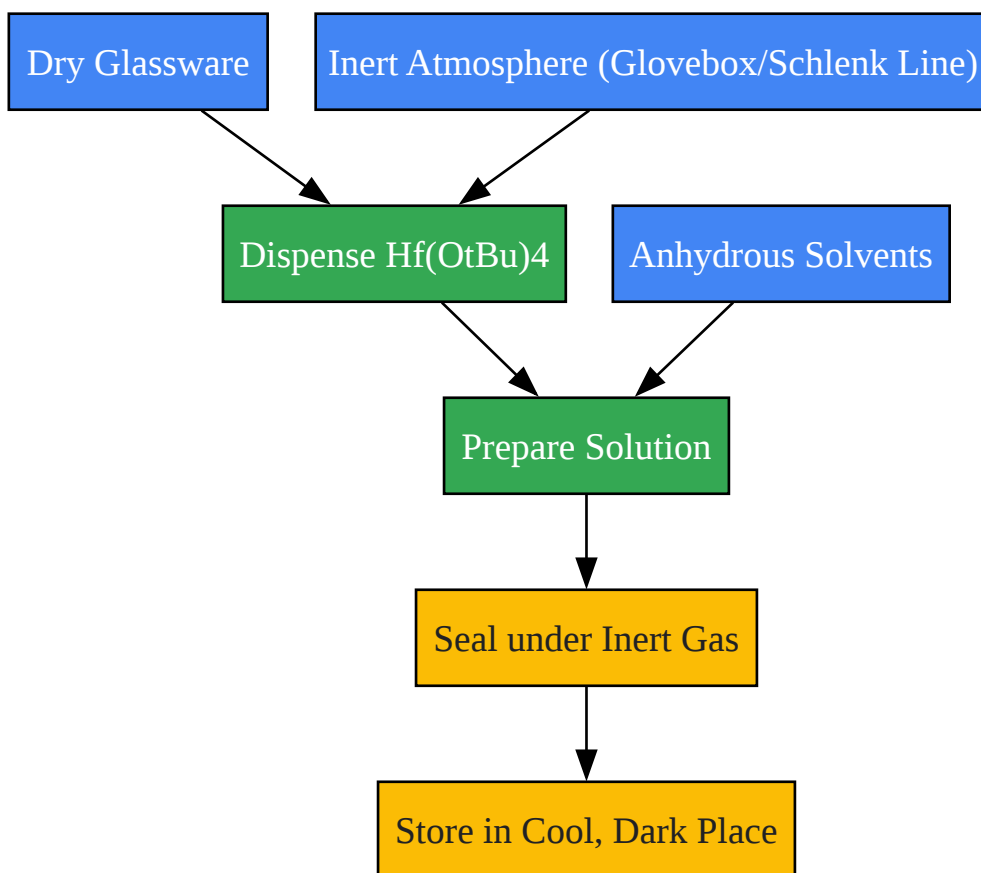 Dry Glassware
Inert Atmosphere (Glovebox/Schlenk Line)
Dispense Hf(OtBu)4
Anhydrous Solvents
Prepare Solution
Seal under Inert Gas
Store in Cool, Dark Place